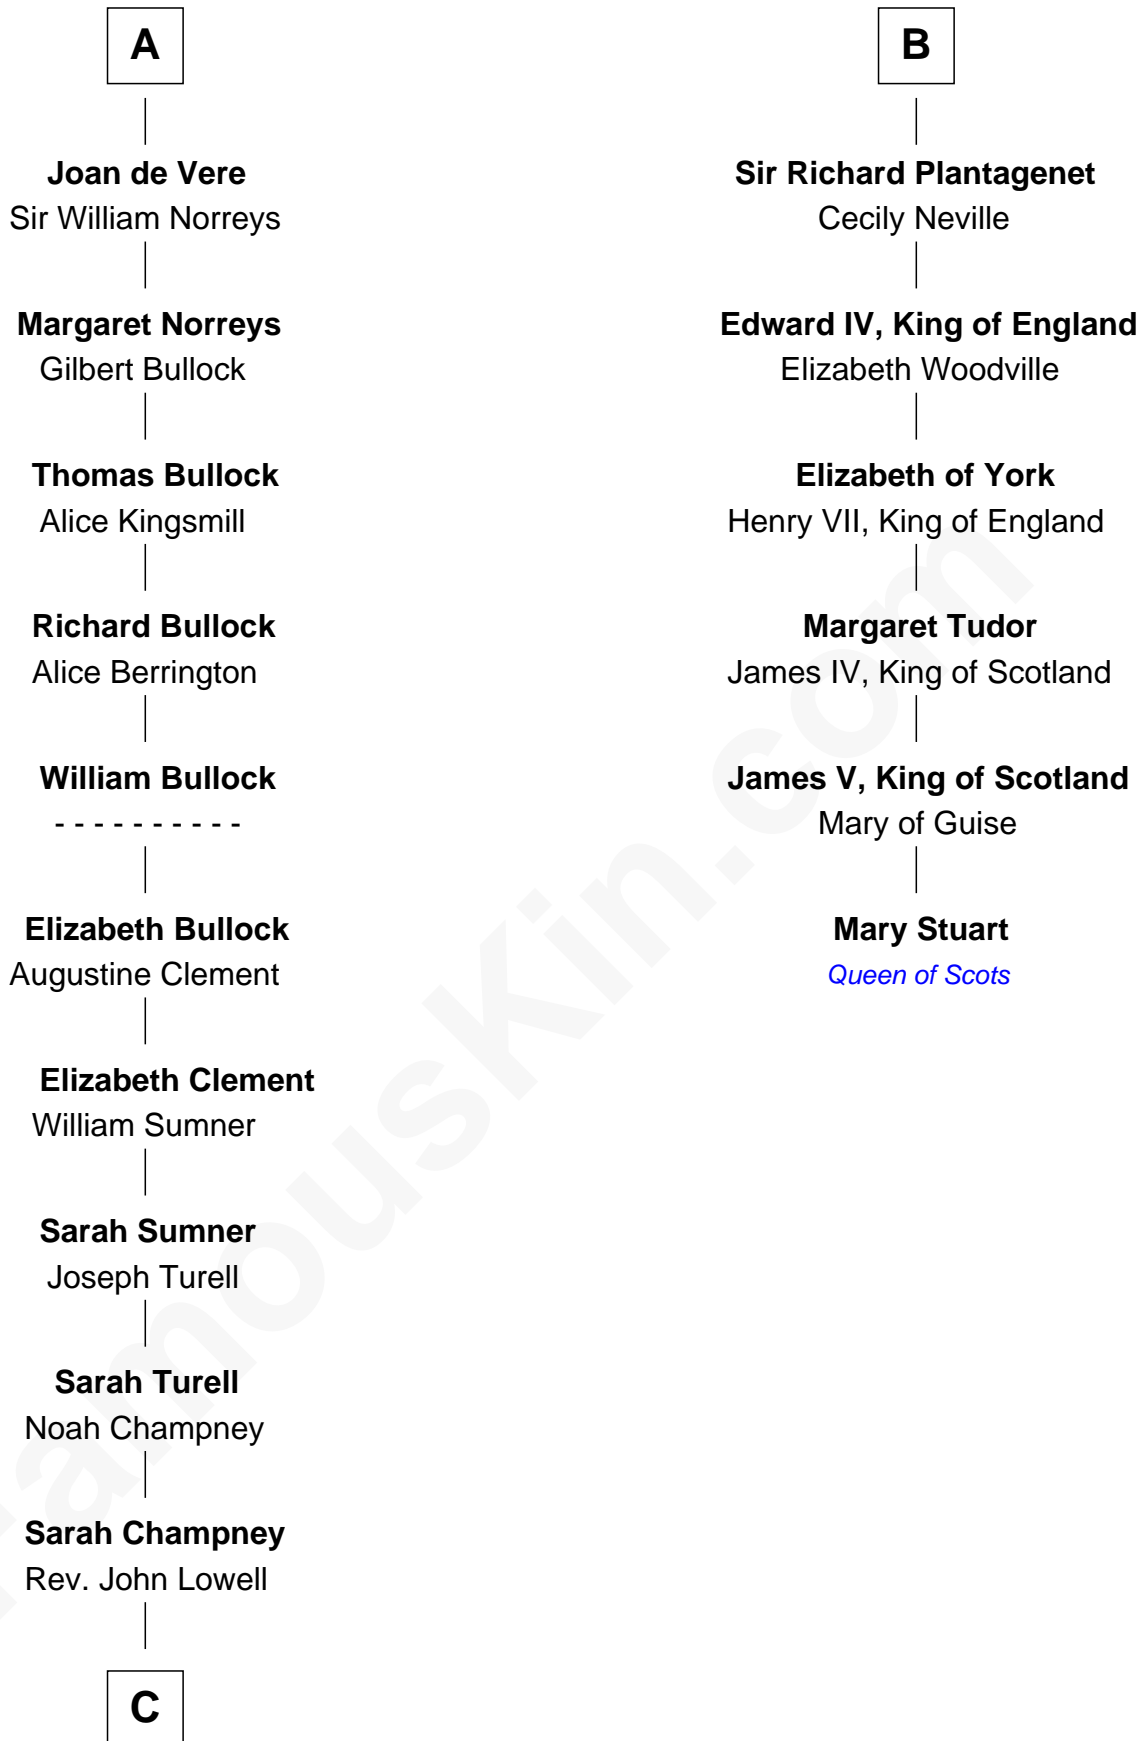 A
Joan de Vere
Sir William Norreys
Margaret Norreys
Gilbert Bullock
Thomas Bullock
Alice Kingsmill
Richard Bullock
Alice Berrington
William Bullock
- - - - - - - - - -
Elizabeth Bullock
Augustine Clement
Elizabeth Clement
William Sumner
Sarah Sumner
Joseph Turell
Sarah Turell
Noah Champney
Sarah Champney
Rev. John Lowell
C
B
Sir Richard Plantagenet
Cecily Neville
Edward IV, King of England
Elizabeth Woodville
Elizabeth of York
Henry VII, King of England
Margaret Tudor
James IV, King of Scotland
James V, King of Scotland
Mary of Guise
Mary Stuart
Queen of Scots
FamousKin.com